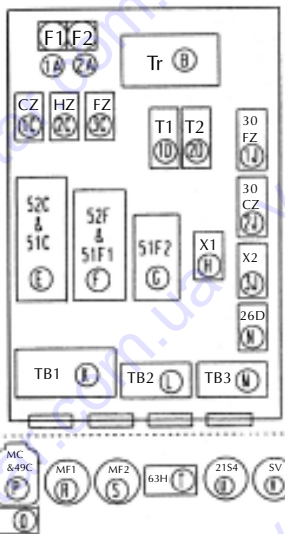 F1 F2
1A 2A
Tr B
CZ HZ FZ
1C 2C 3C
T1 T2
1D 2D
30
FZ
1J
30
CZ
2J
52C
&
51C
E
52F
&
51F1
F
51F2
G
X1
H
X2
3J
26D
N
TB1 K
TB2 L
TB3 M
MC
&49C
P
MF1
R
MF2
S
63H T
21S4
U
SV
Q